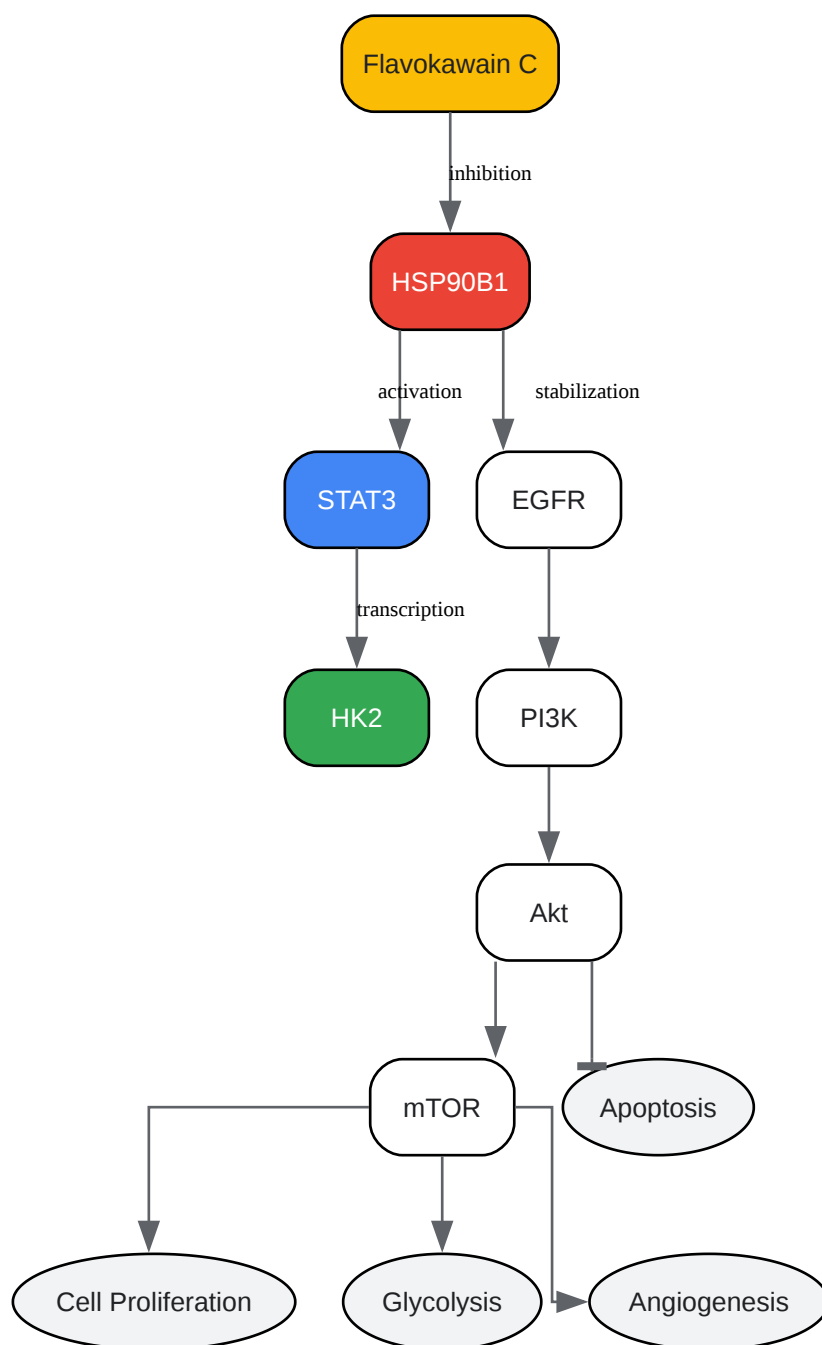 Flavokawain C
inhibition
HSP90B1
activation
stabilization
STAT3
EGFR
transcription
HK2
PI3K
Akt
mTOR
Apoptosis
Cell Proliferation
Glycolysis
Angiogenesis